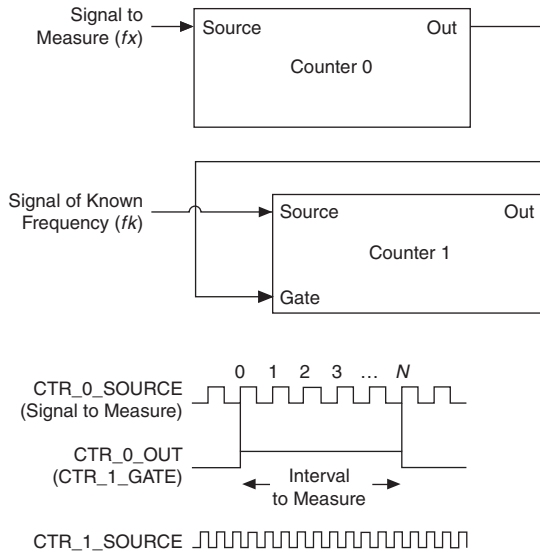 Signal to
Measure (fx)
Source
Out
Counter 0
Signal of Known
Frequency (fk)
Source
Out
Counter 1
Gate
0 1 2 3 … N
CTR_0_SOURCE
(Signal to Measure)
CTR_0_OUT
(CTR_1_GATE)
Interval
to Measure
CTR_1_SOURCE